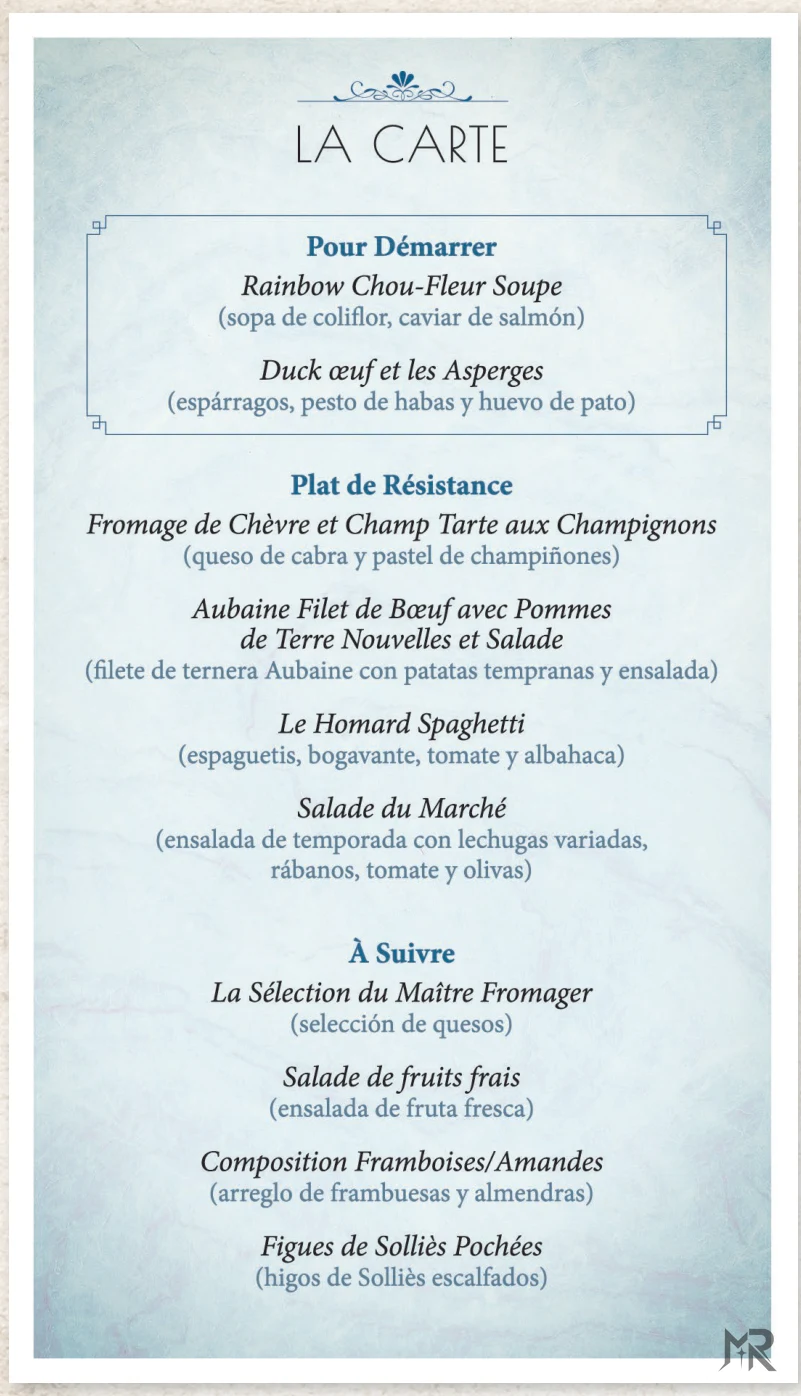 LA CARTE
Pour Démarrer
Rainbow Chou-Fleur Soupe
(sopa de coliflor, caviar de salmón)
Duck œuf et les Asperges
(espárragos, pesto de habas y huevo de pato)
Plat de Résistance
Fromage de Chèvre et Champ Tarte aux Champignons
(queso de cabra y pastel de champiñones)
Aubaine Filet de Bœuf avec Pommes
de Terre Nouvelles et Salade
(filete de ternera Aubaine con patatas tempranas y ensalada)
Le Homard Spaghetti
(espaguetis, bogavante, tomate y albahaca)
Salade du Marché
(ensalada de temporada con lechugas variadas,
rábanos, tomate y olivas)
À Suivre
La Sélection du Maître Fromager
(selección de quesos)
Salade de fruits frais
(ensalada de fruta fresca)
Composition Framboises/Amandes
(arreglo de frambuesas y almendras)
Figues de Solliès Pochées
(higos de Solliès escalfados)
MR